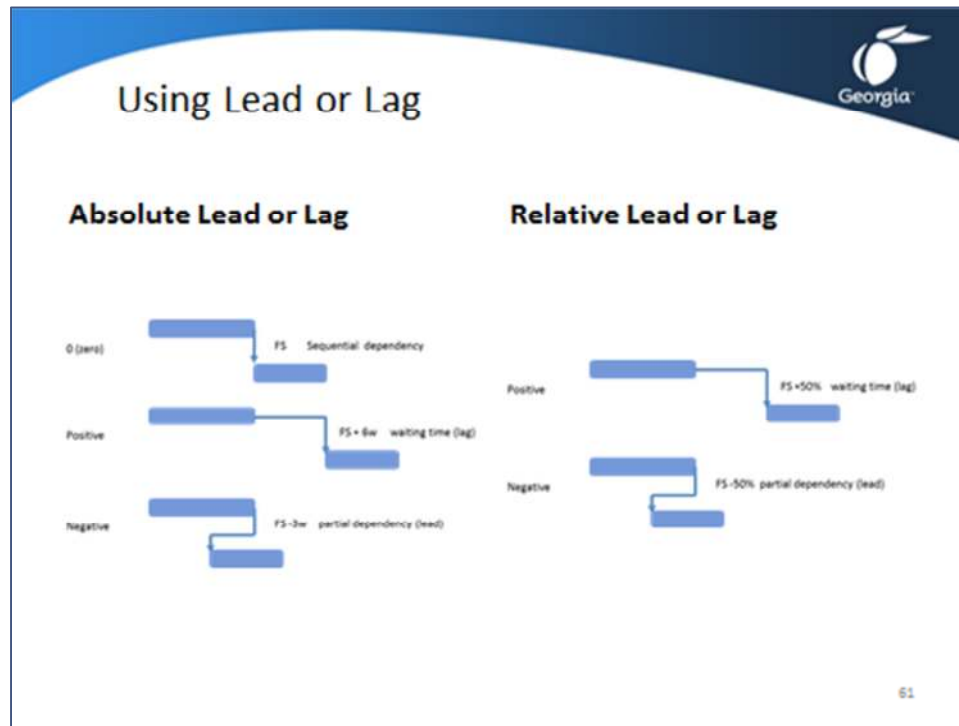 Georgia
Using Lead or Lag
Absolute Lead or Lag
Relative Lead or Lag
0 (zero)
FS Sequential dependency
Positive
FS + 6w waiting time (lag)
Negative
FS -3w partial dependency (lead)
Positive
FS +50% waiting time (lag)
Negative
FS -50% partial dependency (lead)
61